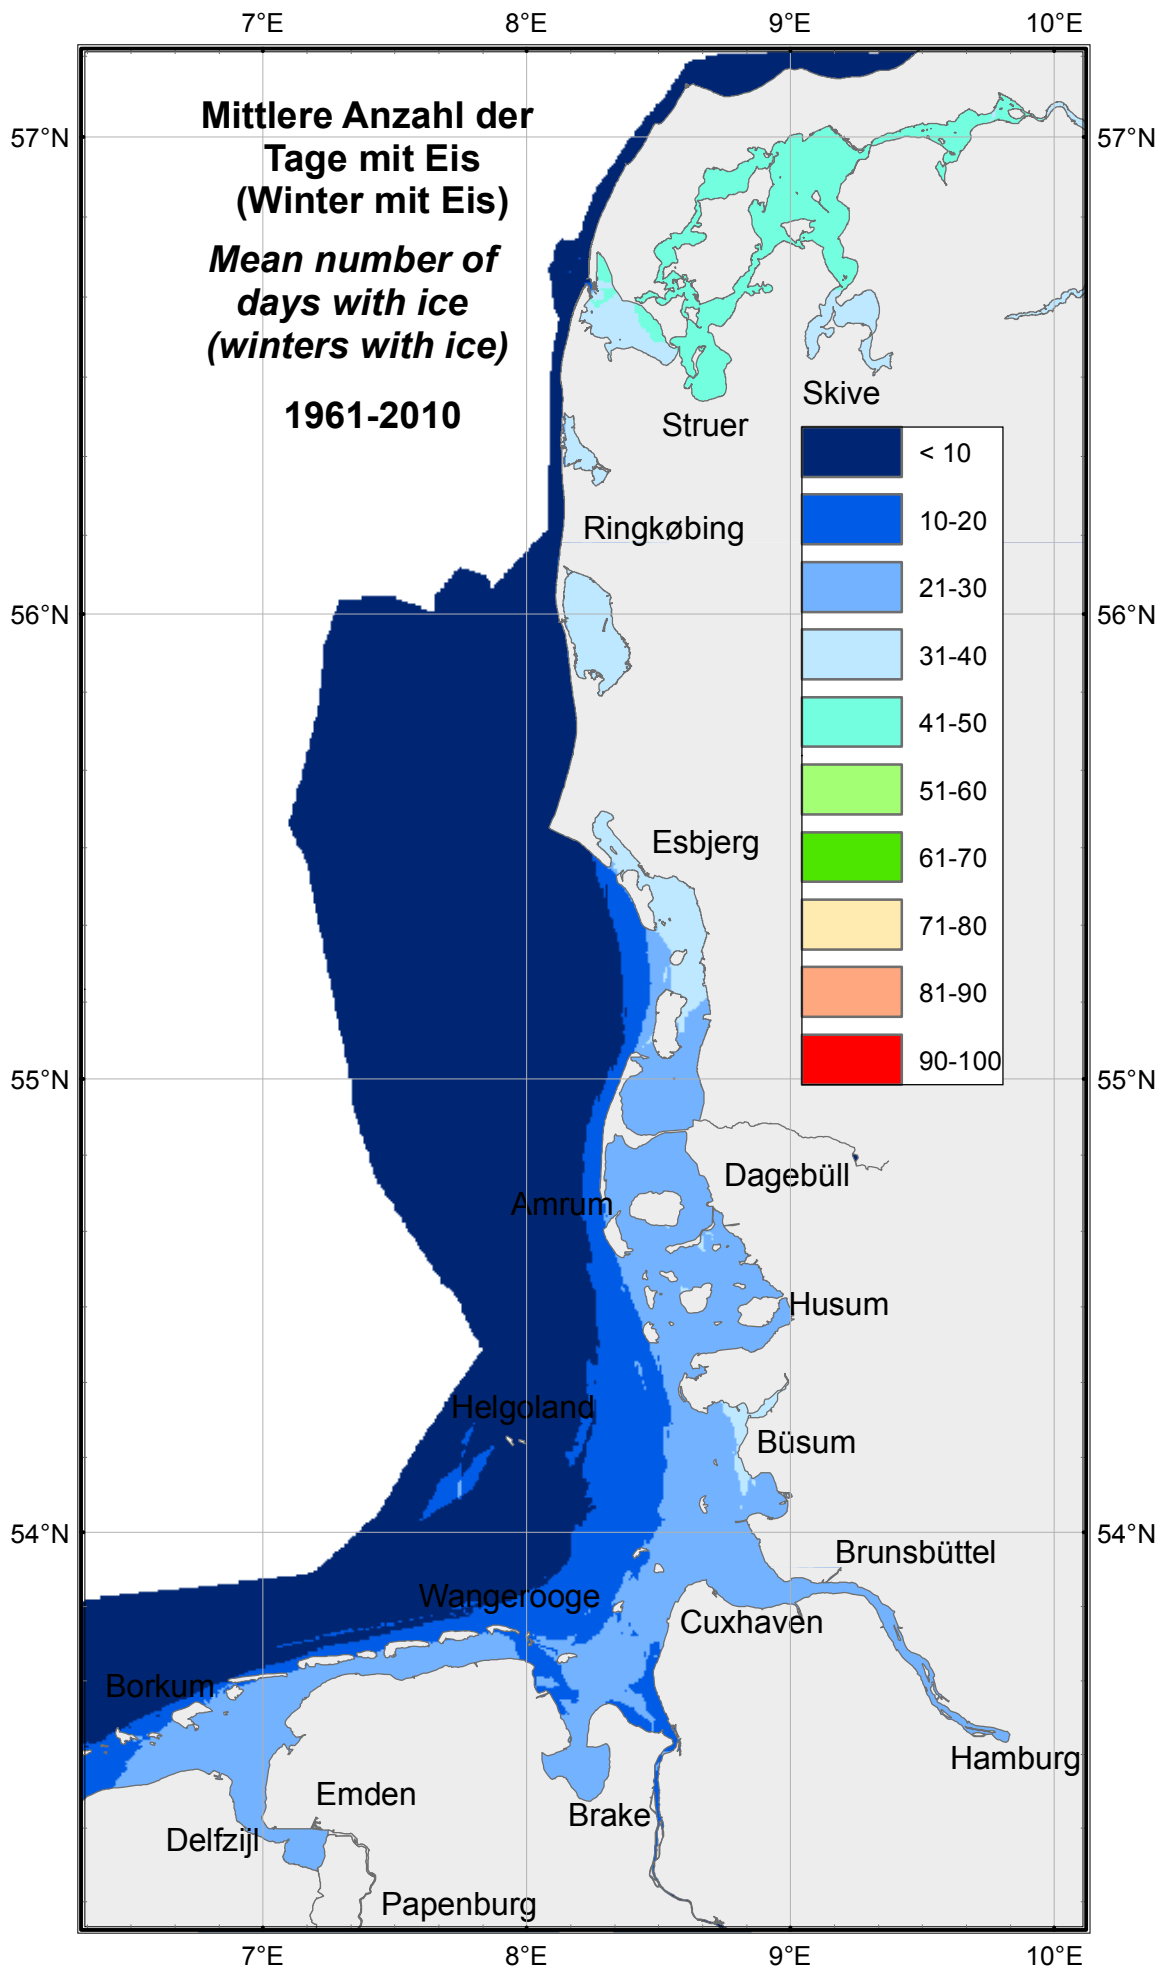 7°E 8°E 9°E 10°E
Mittlere Anzahl der
Tage mit Eis
(Winter mit Eis)
Mean number of
days with ice
(winters with ice)
1961-2010
57°N 57°N
Skive
Struer
< 10
10-20
21-30
31-40
41-50
51-60
61-70
71-80
81-90
90-100
Ringkøbing
56°N 56°N
Esbjerg
55°N 55°N
Dagebüll
Amrum
Husum
Helgoland
Büsum
54°N 54°N
Brunsbüttel
Wangerooge
Cuxhaven
Borkum
Hamburg
Emden
Brake
Delfzijl
Papenburg
7°E 8°E 9°E 10°E